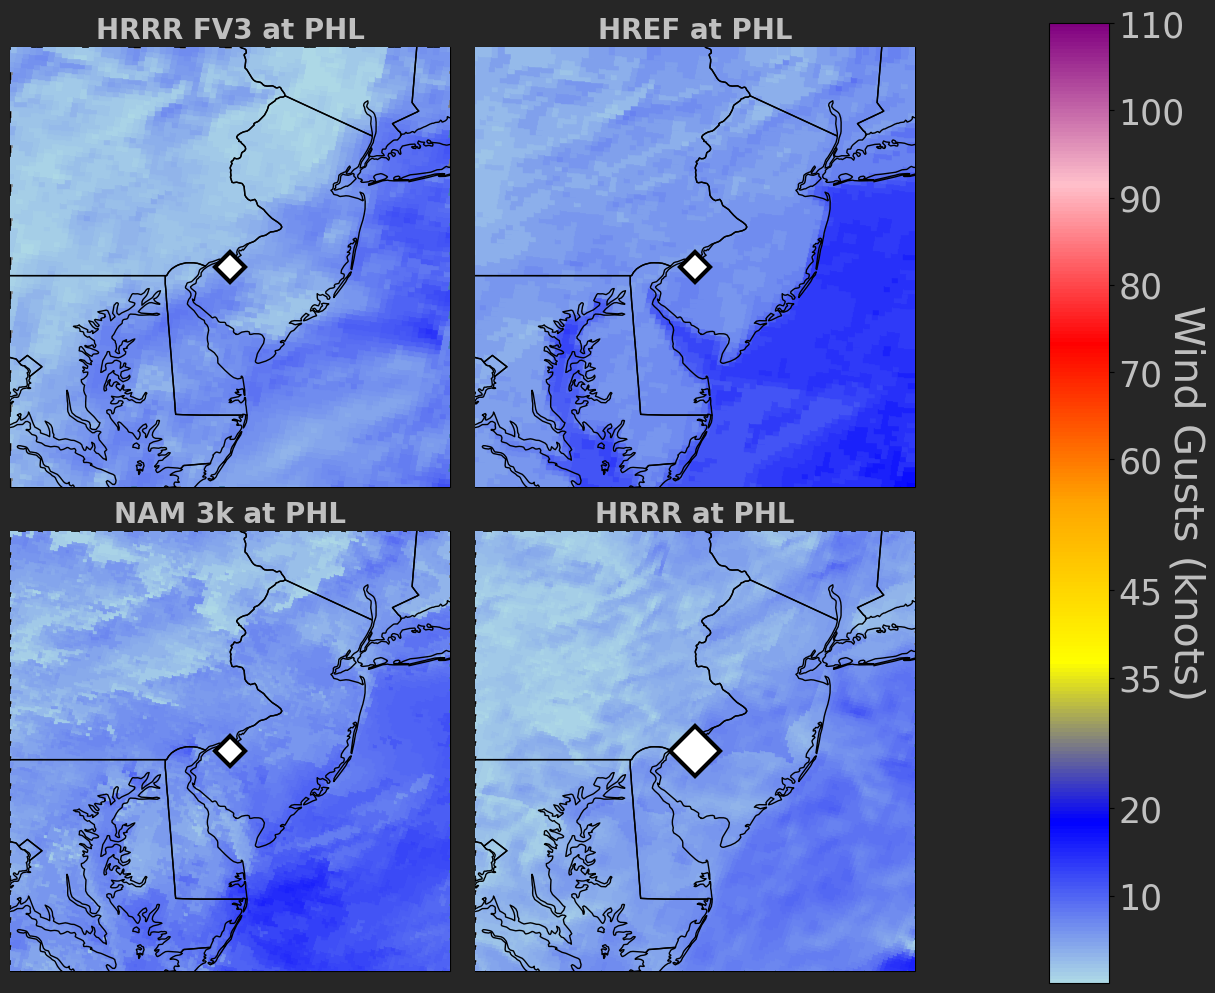 HRRR FV3 at PHL
HREF at PHL
NAM 3k at PHL
HRRR at PHL
110
100
90
80
70
60
45
35
20
10
Wind Gusts (knots)